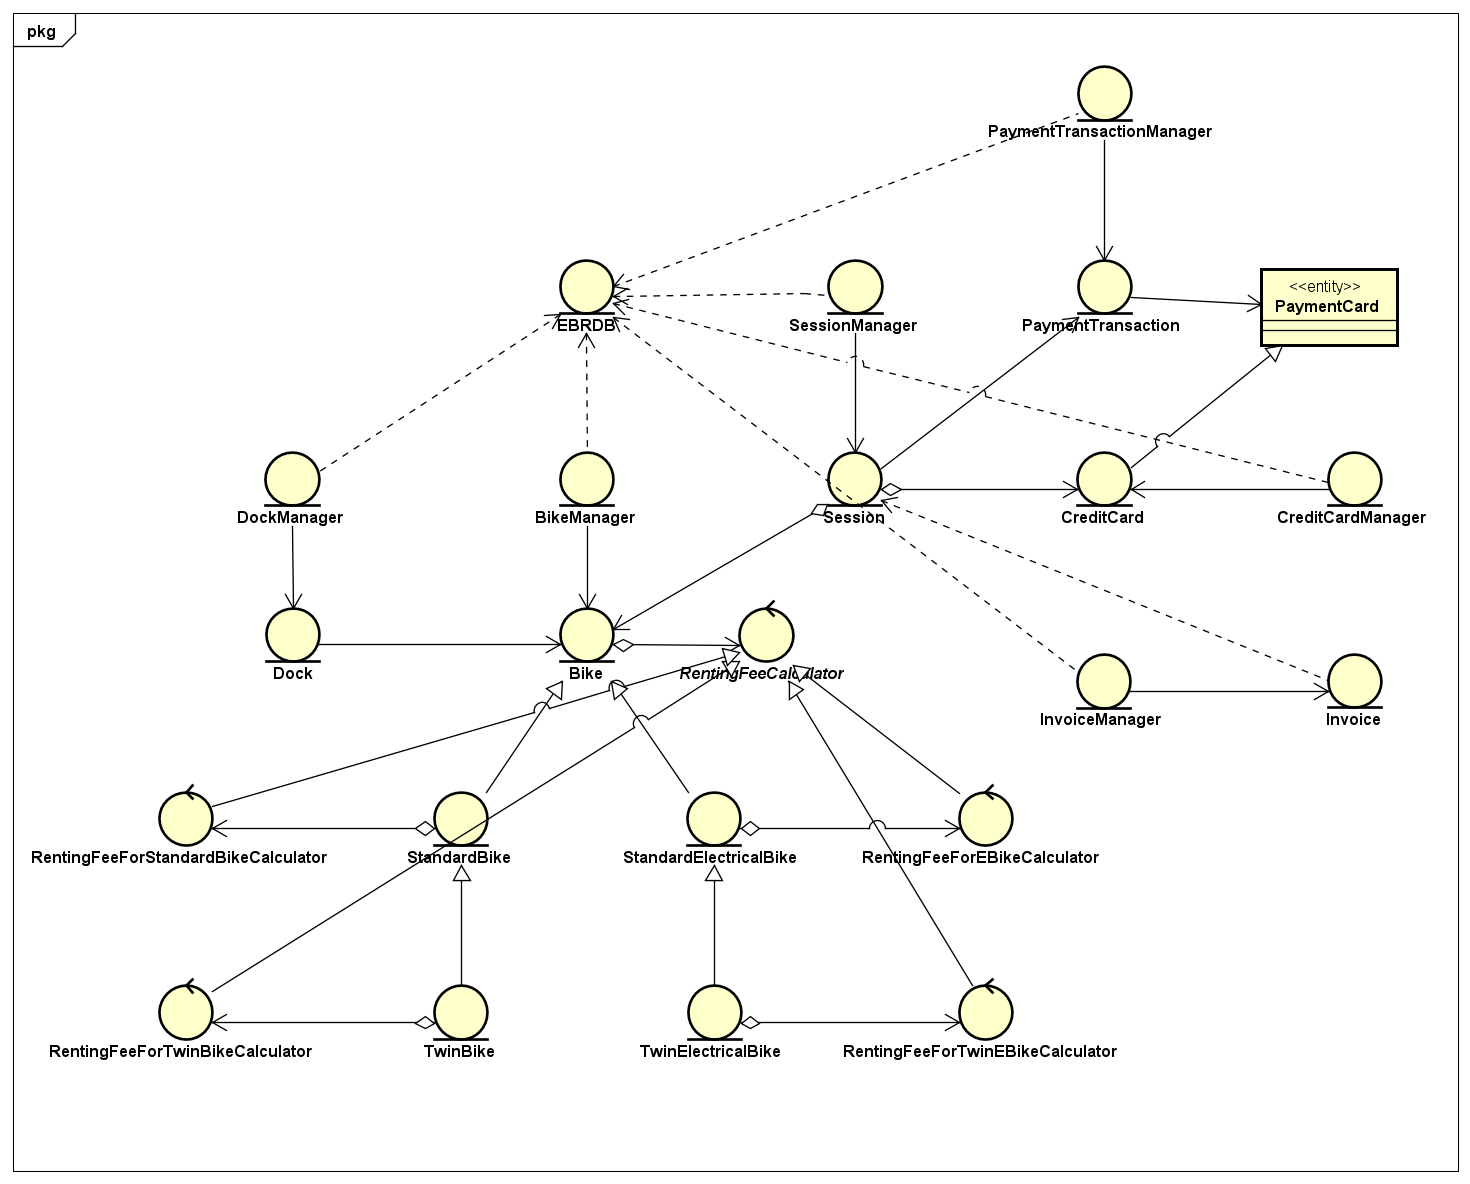 pkg
PaymentTransactionManager
EBRDB
SessionManager
PaymentTransaction
<<entity>>
PaymentCard
DockManager
BikeManager
Session
CreditCard
CreditCardManager
Dock
Bike
RentingFeeCalculator
InvoiceManager
Invoice
RentingFeeForStandardBikeCalculator
StandardBike
StandardElectricalBike
RentingFeeForEBikeCalculator
RentingFeeForTwinBikeCalculator
TwinBike
TwinElectricalBike
RentingFeeForTwinEBikeCalculator